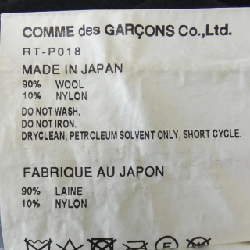 COMME des GARÇONS Co.,Ltd.
RT-P018
MADE IN JAPAN
90% WOOL
10% NYLON
DO NOT WASH.
DO NOT IRON.
DRYCLEAN, PETROLEUM SOLVENT ONLY, SHORT CYCLE.
FABRIQUE AU JAPON
90% LAINE
10% NYLON